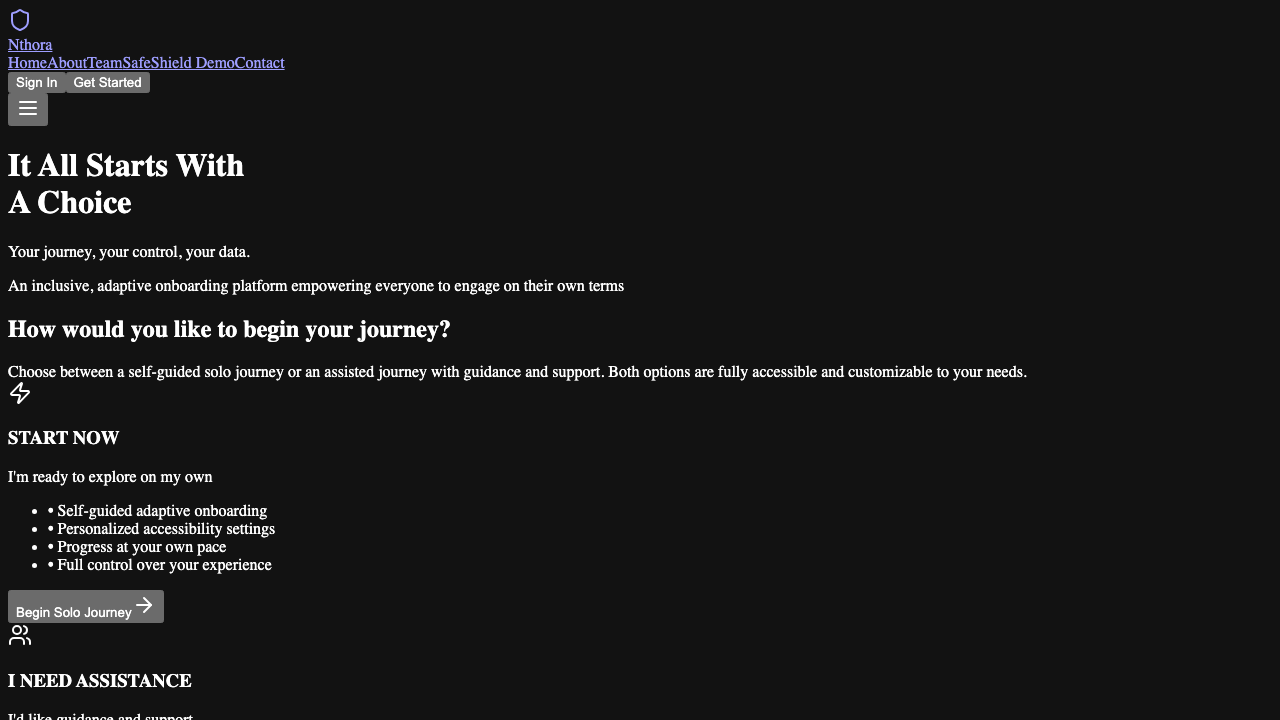 Nthora
HomeAboutTeamSafeShield DemoContact
Sign In Get Started
It All Starts With
A Choice
Your journey, your control, your data.
An inclusive, adaptive onboarding platform empowering everyone to engage on their own terms
How would you like to begin your journey?
Choose between a self-guided solo journey or an assisted journey with guidance and support. Both options are fully accessible and customizable to your needs.
START NOW
I'm ready to explore on my own
• • Self-guided adaptive onboarding
• • Personalized accessibility settings
• • Progress at your own pace
• • Full control over your experience
Begin Solo Journey
I NEED ASSISTANCE
I'd like guidance and support